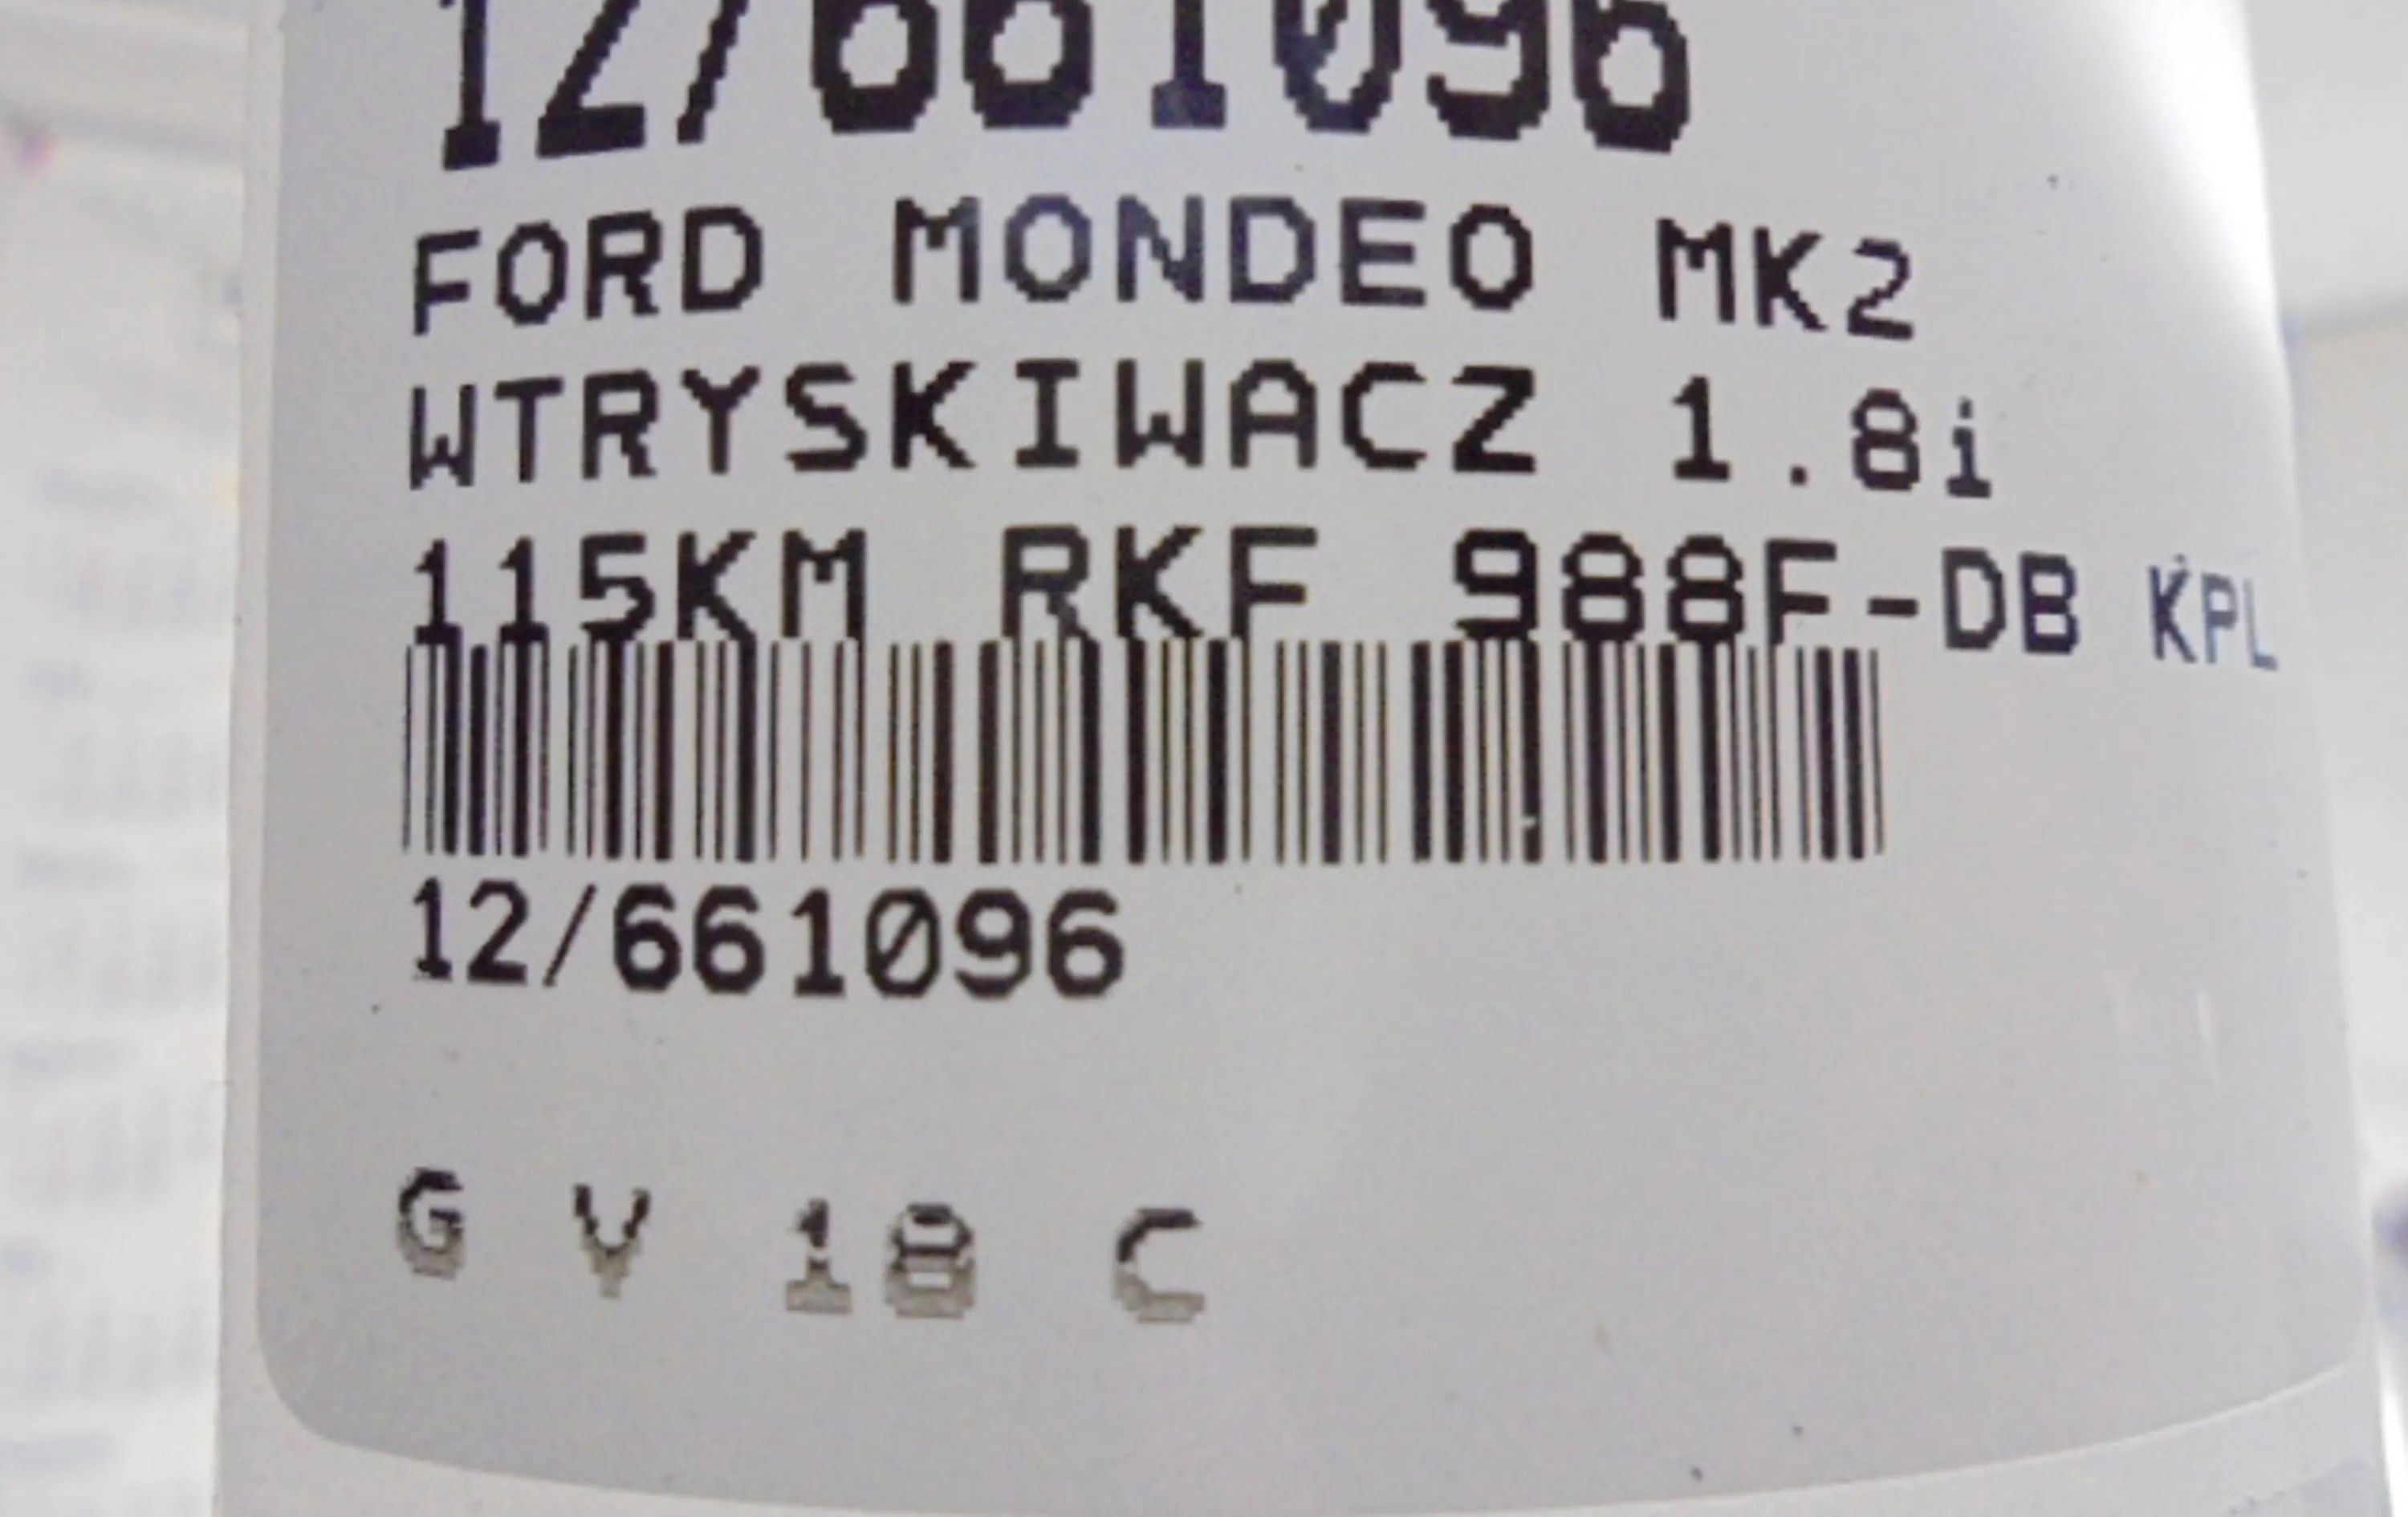 12/661096
FORD MONDEO MK2
WTRYSKIWACZ 1.8i
115KM RKF 988F-DB KPL
12/661096
G V 18 C